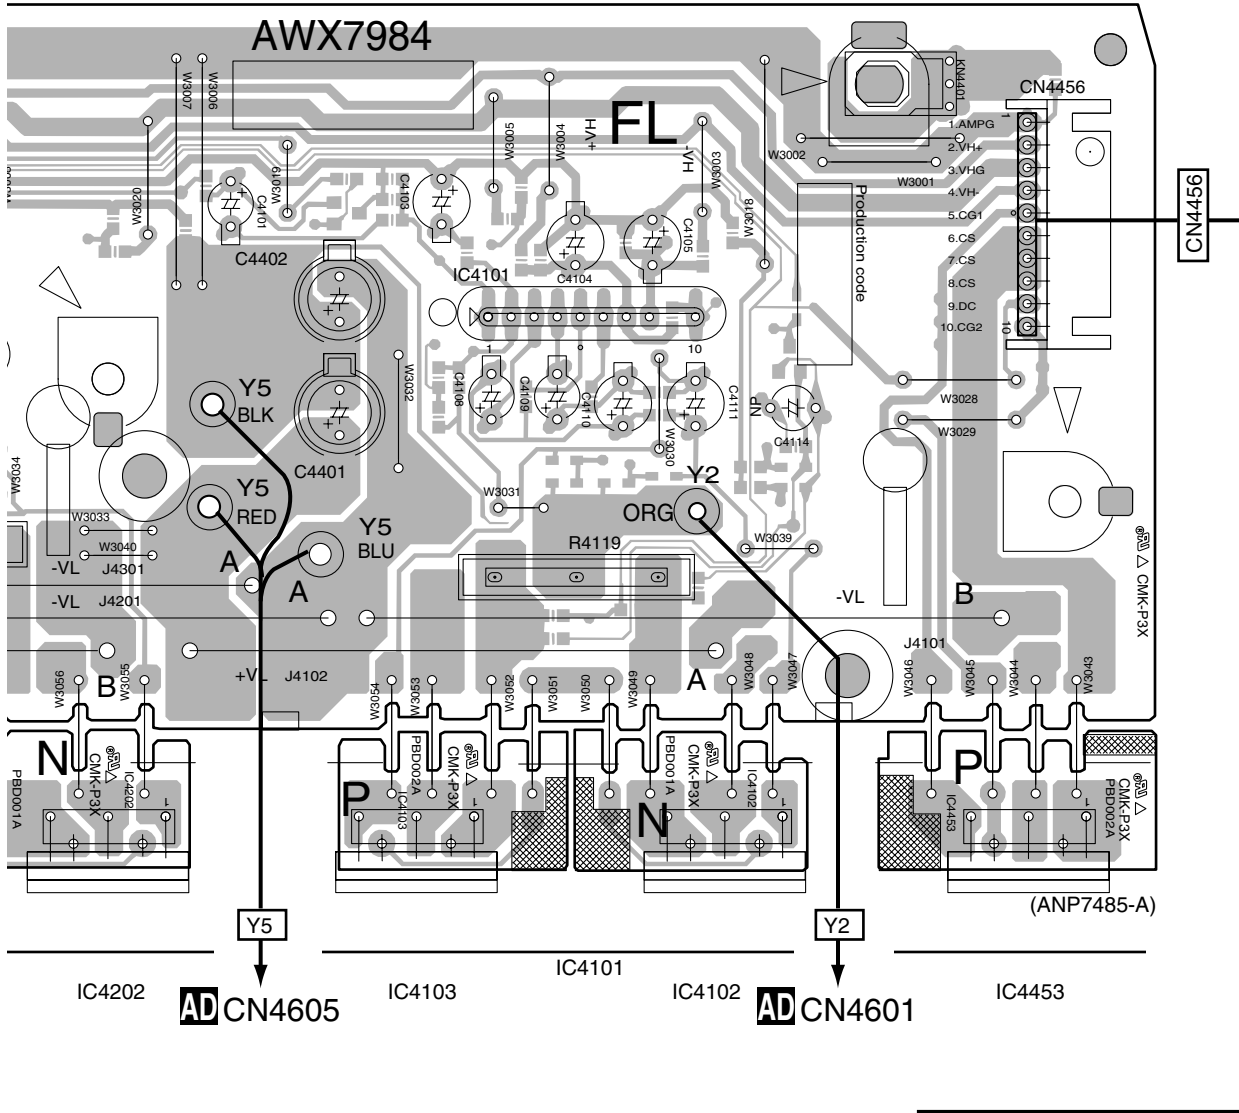 AWX7984
FL
+VH
-VH
W3007
W3006
W3005
W3004
W3003
W3002
W3001
KN4401
CN4456
1
1.AMPG
2.VH+
3.VHG
4.VH-
5.CG1
6.CS
7.CS
8.CS
9.DC
10.CG2
10
CN4456
W3020
W3019
C4101
C4103
C4402
IC4101
C4104
C4105
W3018
Production code
1
10
W3032
C4108
C4109
C4110
W3030
C4111
NP
C4114
W3028
W3029
Y5
BLK
C4401
W3034
Y5
RED
W3033
W3040
Y5
BLU
W3031
Y2
ORG
R4119
W3039
-VL
J4301
A
A
-VL
J4201
-VL
B
J4101
CMK-P3X
W3056
B
W3055
+VL
J4102
W3054
W3053
W3052
W3051
W3050
W3049
A
W3048
W3047
W3046
W3045
W3044
W3043
N
PBD001A
CMK-P3X
IC4202
1
P
PBD002A
IC4103
CMK-P3X
1
N
PBD001A
CMK-P3X
IC4102
1
P
IC4453
1
CMK-P3X
PBD002A
(ANP7485-A)
Y5
Y2
IC4101
IC4202
IC4103
IC4102
IC4453
AD CN4605
AD CN4601